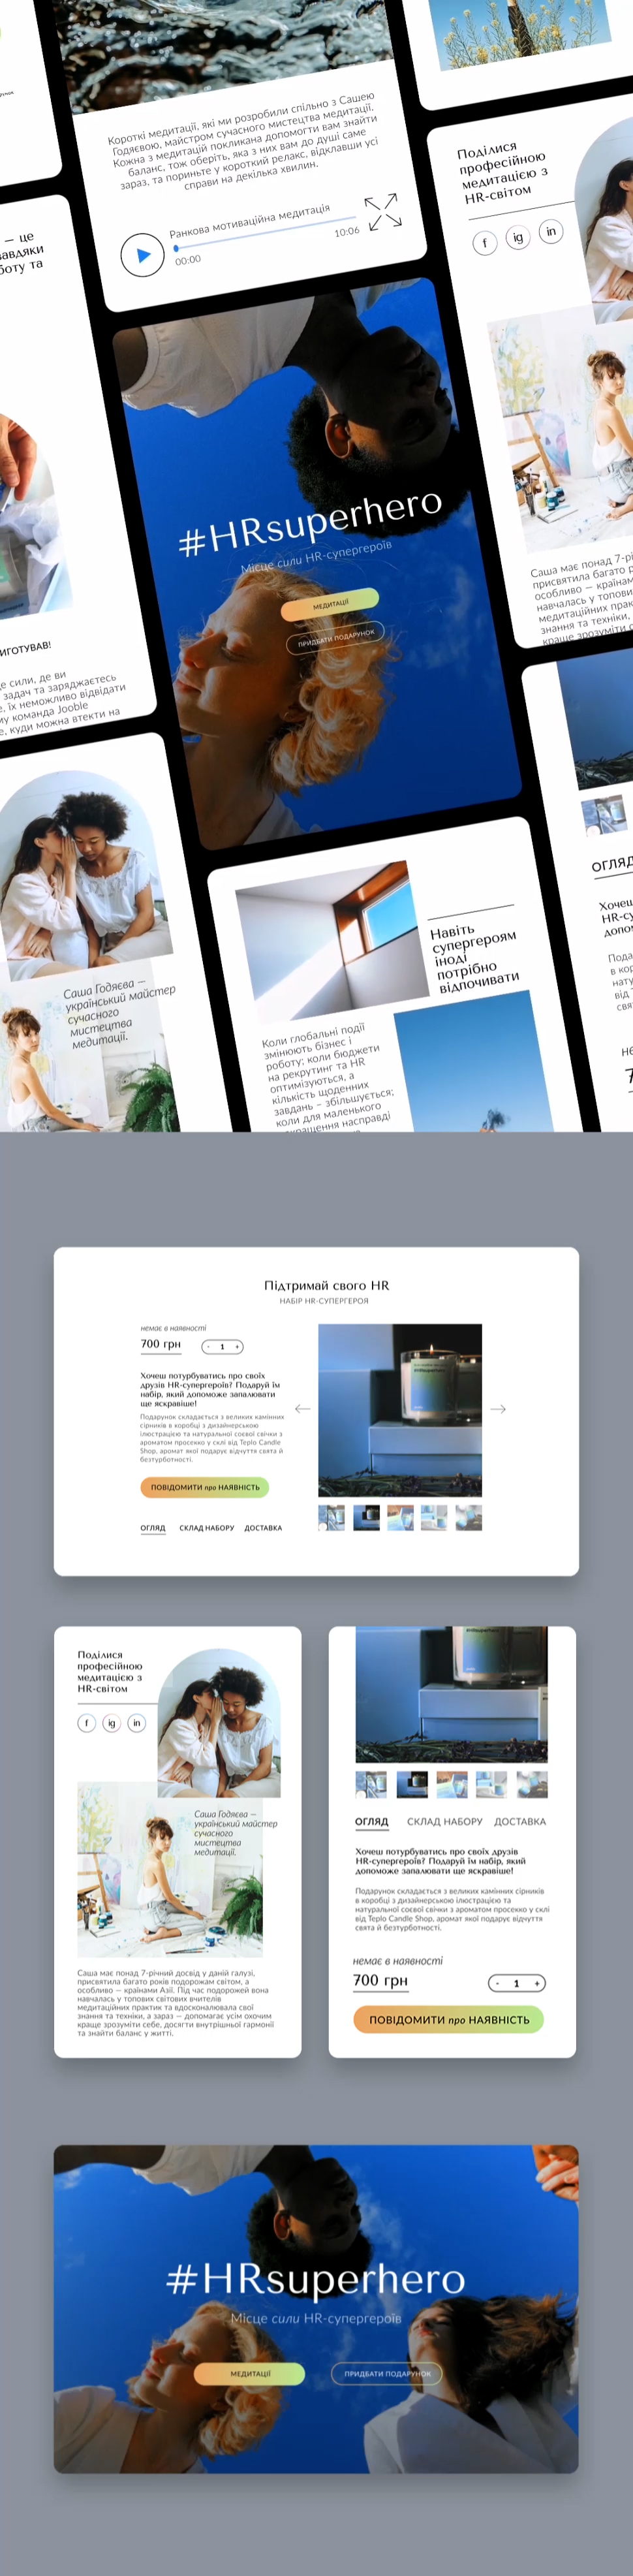 Короткі медитації, які ми розробили спільно з Сашею
Годяєвою, майстром сучасного мистецтва медитації.
Кожна з медитацій покликана допомогти вам знайти
баланс, тож оберіть, яка з них вам до душі саме
зараз, та пориньте у короткий релакс, відклавши усі
справи на декілька хвилин.
Ранкова мотиваційна медитація
00:00
10:06
Поділися
професійною
медитацією з
HR-світом
f ig in
— це
боту та
#HRsuperhero
Місце сили HR-супергероїв
МЕДИТАЦІЇ
ПРИДБАТИ ПОДАРУНОК
Саша має понад 7-рі
присвятила багато р
особливо — країнам
навчалась у топови
медитаційних прак
знання та техніки,
краще зрозуміти с
ИГОТУВАВ!
е сили, де ви
задач та заряджаєтесь
е, їх неможливо відвідати
му команда Jooble
е, куди можна втекти на
Саша Годяєва —
український майстер
сучасного
мистецтва
медитації.
Навіть
супергероям
іноді
потрібно
відпочивати
Коли глобальні події
змінюють бізнес і
роботу; коли бюджети
на рекрутинг та HR
оптимізуються, а
кількість щоденних
завдань – збільшується;
коли для маленького
кращення насправді
ОГЛЯД
Хочеш
HR-су
допом
Пода
в кор
нату
від
свя
не
7
Підтримай свого HR
НАБІР HR-СУПЕРГЕРОЯ
немає в наявності
700 грн
- 1 +
Хочеш потурбуватись про своїх
друзів HR-супергероїв? Подаруй їм
набір, який допоможе запалювати
ще яскравіше!
Подарунок складається з великих камінних
сірників в коробці з дизайнерською
ілюстрацією та натуральної соєвої свічки з
ароматом просекко у склі від Teplo Candle
Shop, аромат якої подарує відчуття свята й
безтурботності.
ПОВІДОМИТИ про НАЯВНІСТЬ
ОГЛЯД СКЛАД НАБОРУ ДОСТАВКА
Поділися
професійною
медитацією з
HR-світом
f ig in
Саша Годяєва —
український майстер
сучасного
мистецтва
медитації.
Саша має понад 7-річний досвід у даній галузі,
присвятила багато років подорожам світом, а
особливо — країнами Азії. Під час подорожей вона
навчалась у топових світових вчителів
медитаційних практик та вдосконалювала свої
знання та техніки, а зараз — допомагає усім охочим
краще зрозуміти себе, досягти внутрішньої гармонії
та знайти баланс у житті.
ОГЛЯД СКЛАД НАБОРУ ДОСТАВКА
Хочеш потурбуватись про своїх друзів
HR-супергероїв? Подаруй їм набір, який
допоможе запалювати ще яскравіше!
Подарунок складається з великих камінних сірників
в коробці з дизайнерською ілюстрацією та
натуральної соєвої свічки з ароматом просекко у склі
від Teplo Candle Shop, аромат якої подарує відчуття
свята й безтурботності.
немає в наявності
700 грн
- 1 +
ПОВІДОМИТИ про НАЯВНІСТЬ
#HRsuperhero
Місце сили HR-супергероїв
МЕДИТАЦІЇ
ПРИДБАТИ ПОДАРУНОК